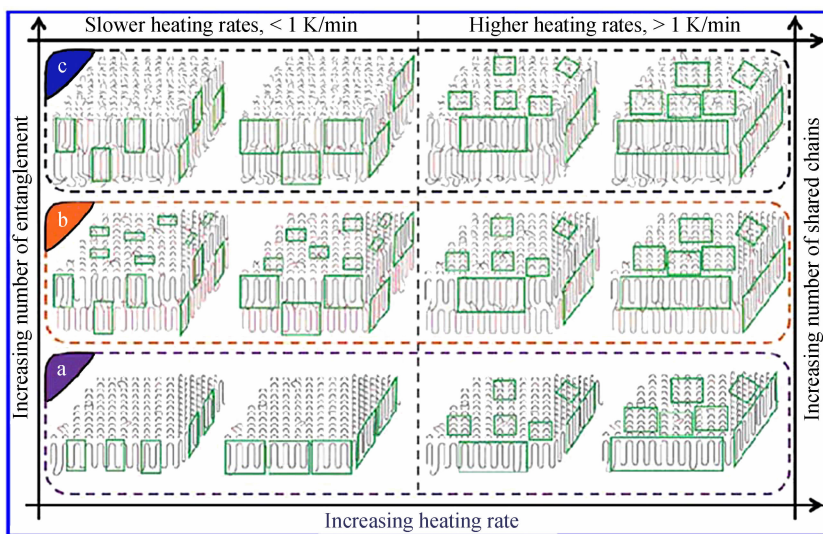 Slower heating rates, < 1 K/min
Higher heating rates, > 1 K/min
Increasing number of entanglement
c
b
a
Increasing number of shared chains
Increasing heating rate